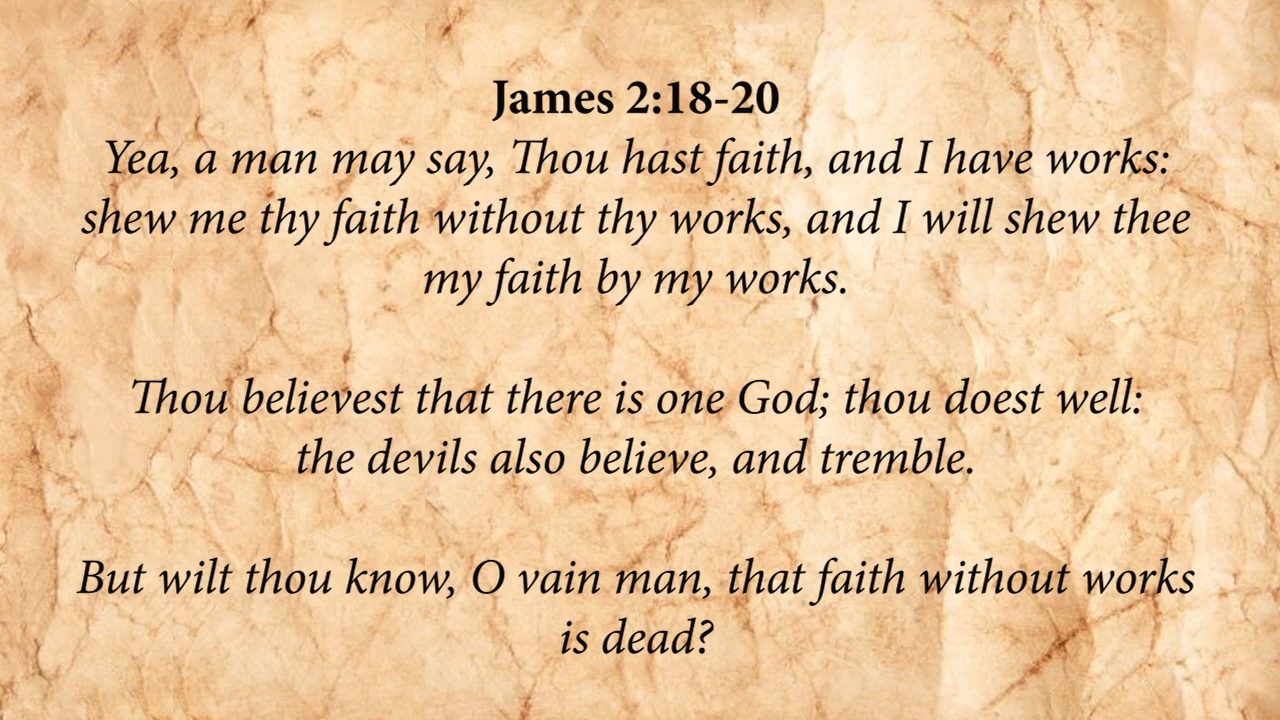 James 2:18-20
Yea, a man may say, Thou hast faith, and I have works:
shew me thy faith without thy works, and I will shew thee
my faith by my works.
Thou believest that there is one God; thou doest well:
the devils also believe, and tremble.
But wilt thou know, O vain man, that faith without works
is dead?